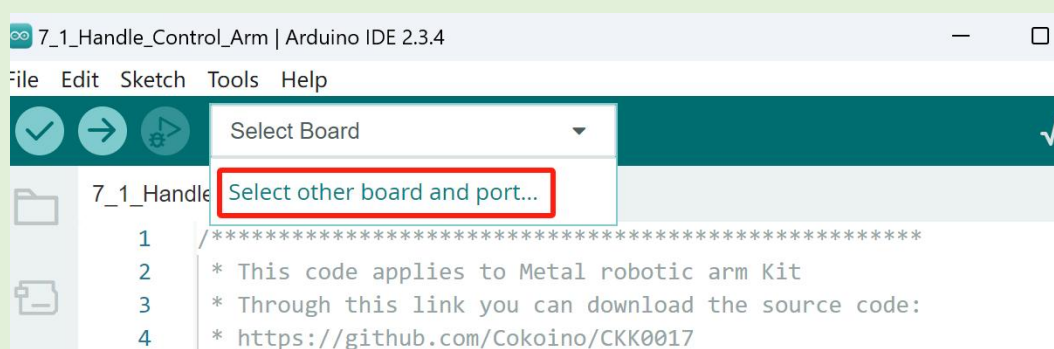 7_1_Handle_Control_Arm | Arduino IDE 2.3.4
File Edit Sketch Tools Help
Select Board
Select other board and port...
7_1_Handle
1 /*****************************************************
2 * This code applies to Metal robotic arm Kit
3 * Through this link you can download the source code:
4 * https://github.com/Cokoino/CKK0017